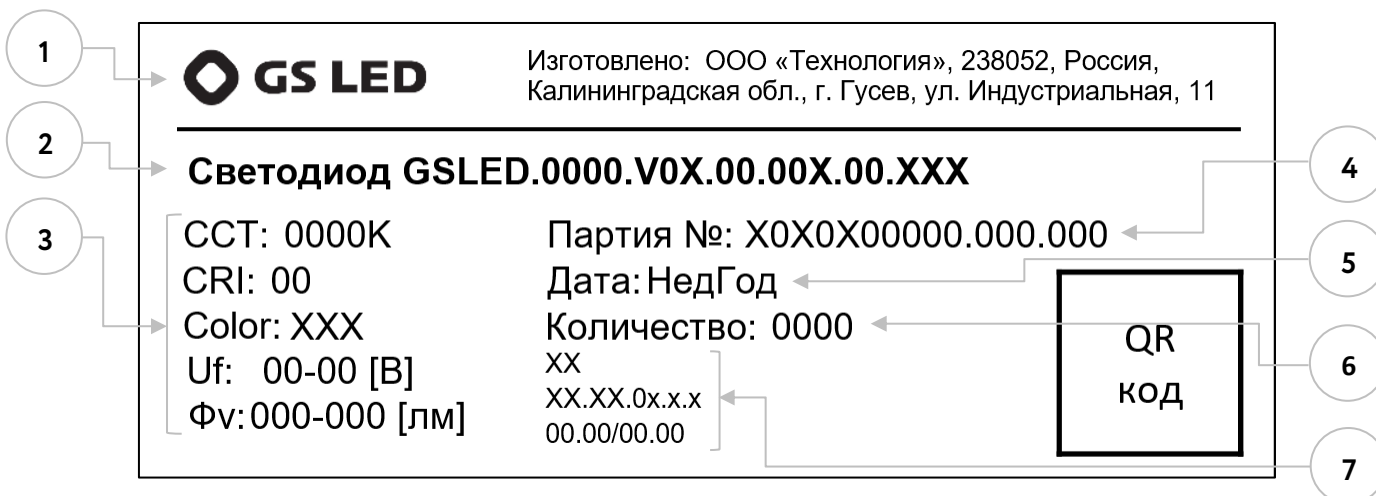 1
GS LED
Изготовлено: ООО «Технология», 238052, Россия,
Калининградская обл., г. Гусев, ул. Индустриальная, 11
2
Светодиод GSLED.0000.V0X.00.00X.00.XXX
4
3
CCT: 0000K
CRI: 00
Color: XXX
Uf: 00-00 [В]
Φv: 000-000 [лм]
Партия №: X0X0X00000.000.000
Дата: НедГод
Количество: 0000
XX
XX.XX.0x.x.x
00.00/00.00
QR
код
5
6
7